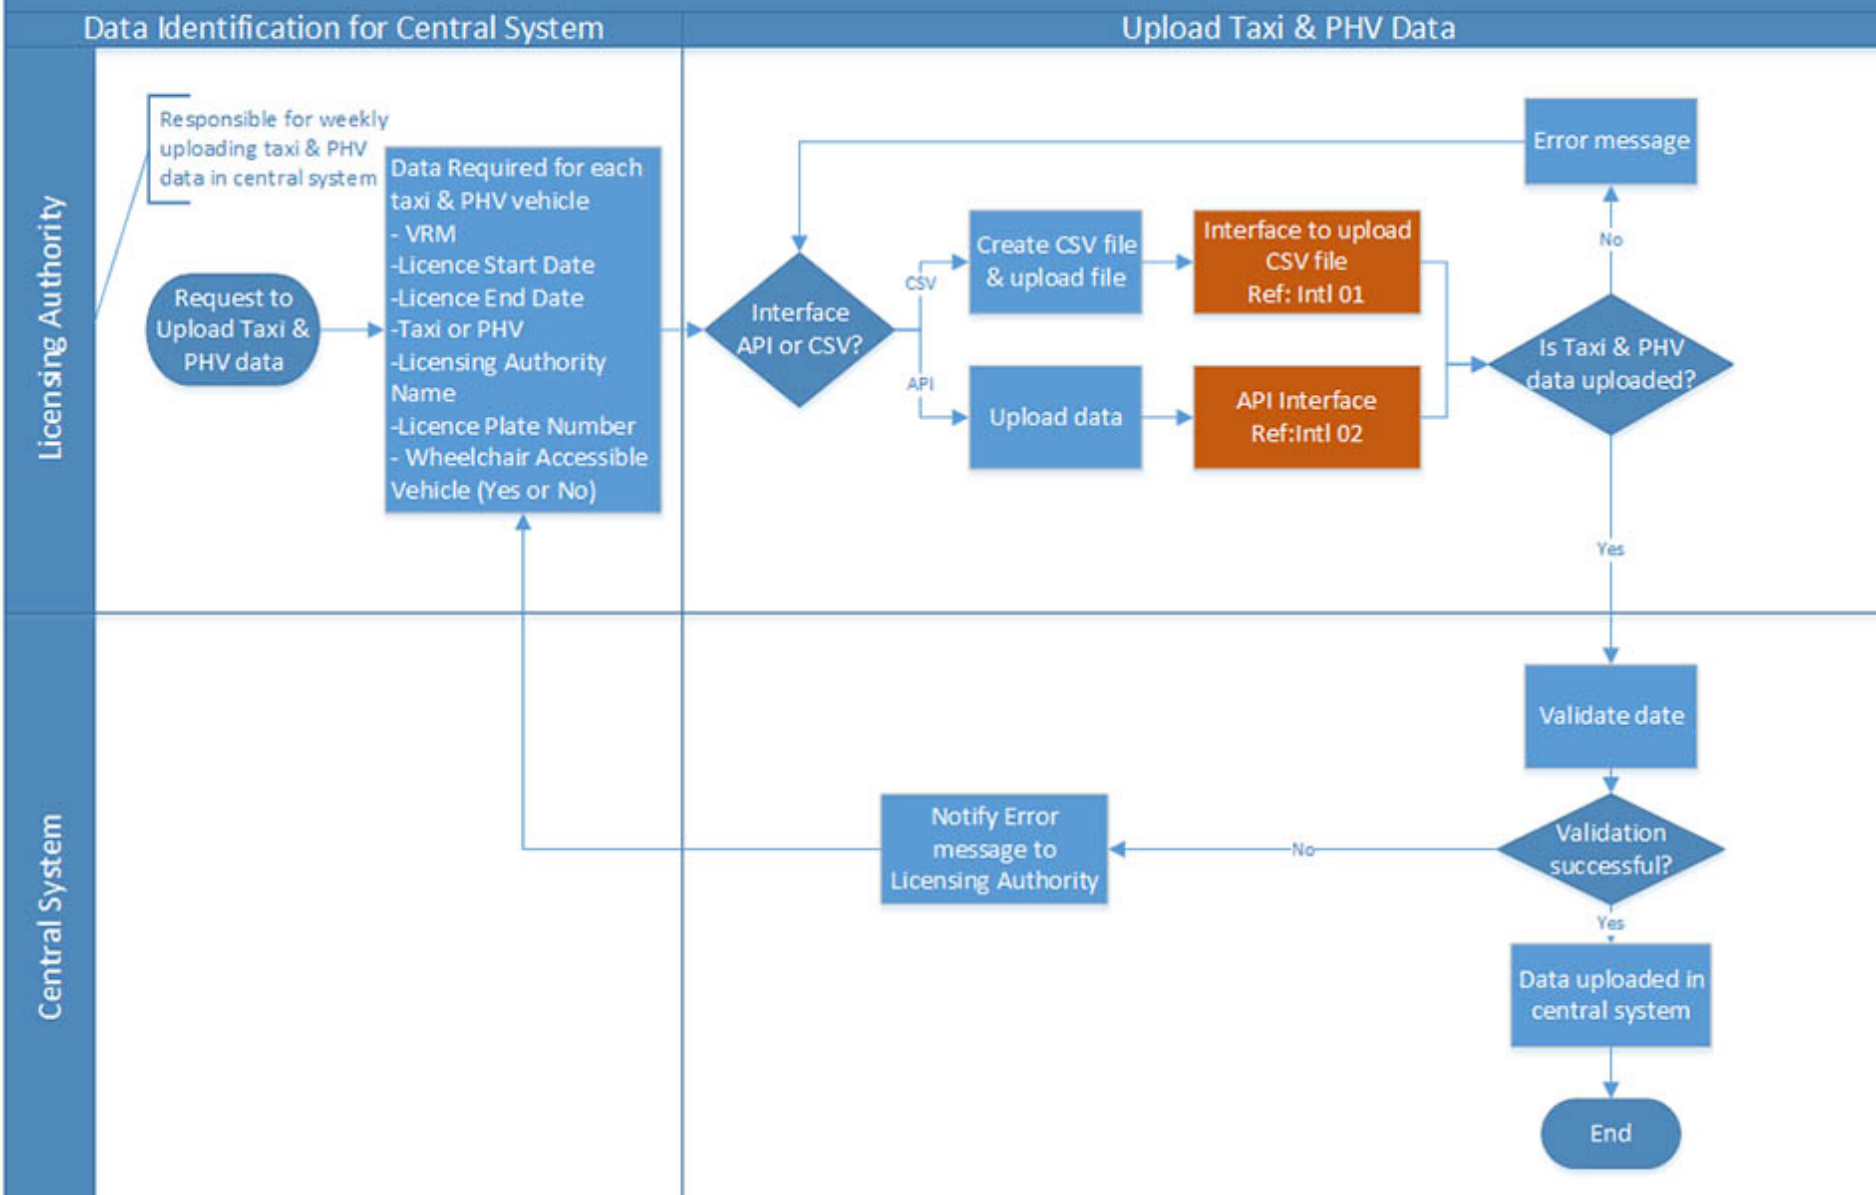 Data Identification for Central System
Upload Taxi & PHV Data
Licensing Authority
Responsible for weekly
uploading taxi & PHV
data in central system
Request to
Upload Taxi &
PHV data
Data Required for each
taxi & PHV vehicle
- VRM
-Licence Start Date
-Licence End Date
-Taxi or PHV
-Licensing Authority
Name
-Licence Plate Number
- Wheelchair Accessible
Vehicle (Yes or No)
Interface
API or CSV?
CSV
API
Create CSV file
& upload file
Upload data
Interface to upload
CSV file
Ref: Intl 01
API Interface
Ref:Intl 02
Error message
No
Is Taxi & PHV
data uploaded?
Yes
Central System
Validate date
Validation
successful?
No
Notify Error
message to
Licensing Authority
Yes
Data uploaded in
central system
End